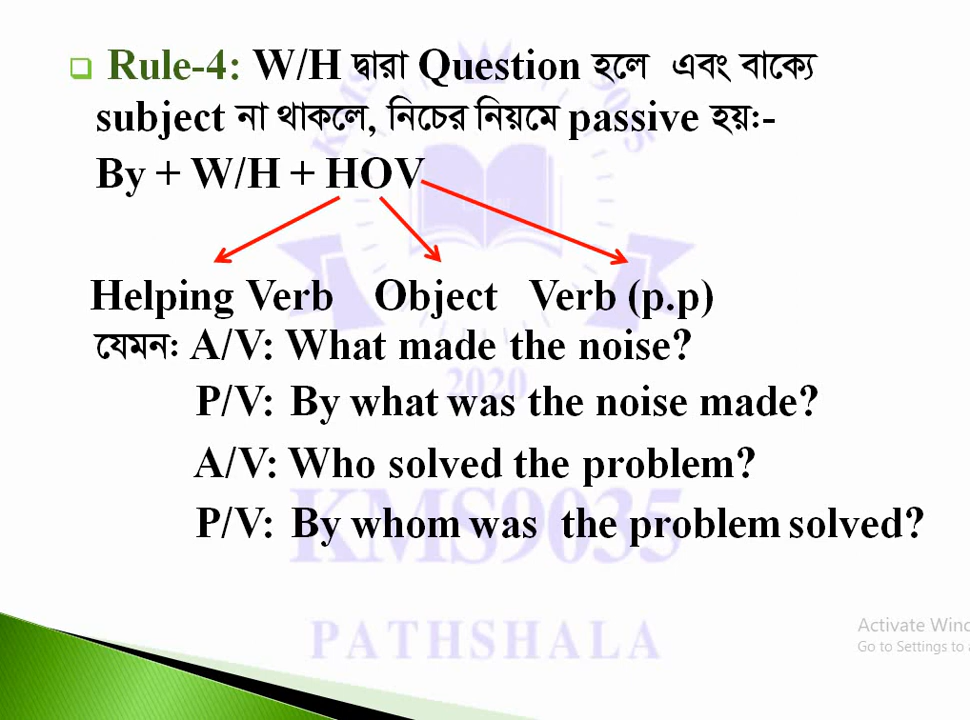 Rule-4: W/H দ্বারা Question হলে এবং বাক্যে
subject না থাকলে, নিচের নিয়মে passive হয়ঃ-
By + W/H + HOV
Helping Verb Object Verb (p.p)
যেমনঃ A/V: What made the noise?
P/V: By what was the noise made?
2020
A/V: Who solved the problem?
P/V: By whom was the problem solved?
KMS9035
PATHSHALA
Activate Wind
Go to Settings to a